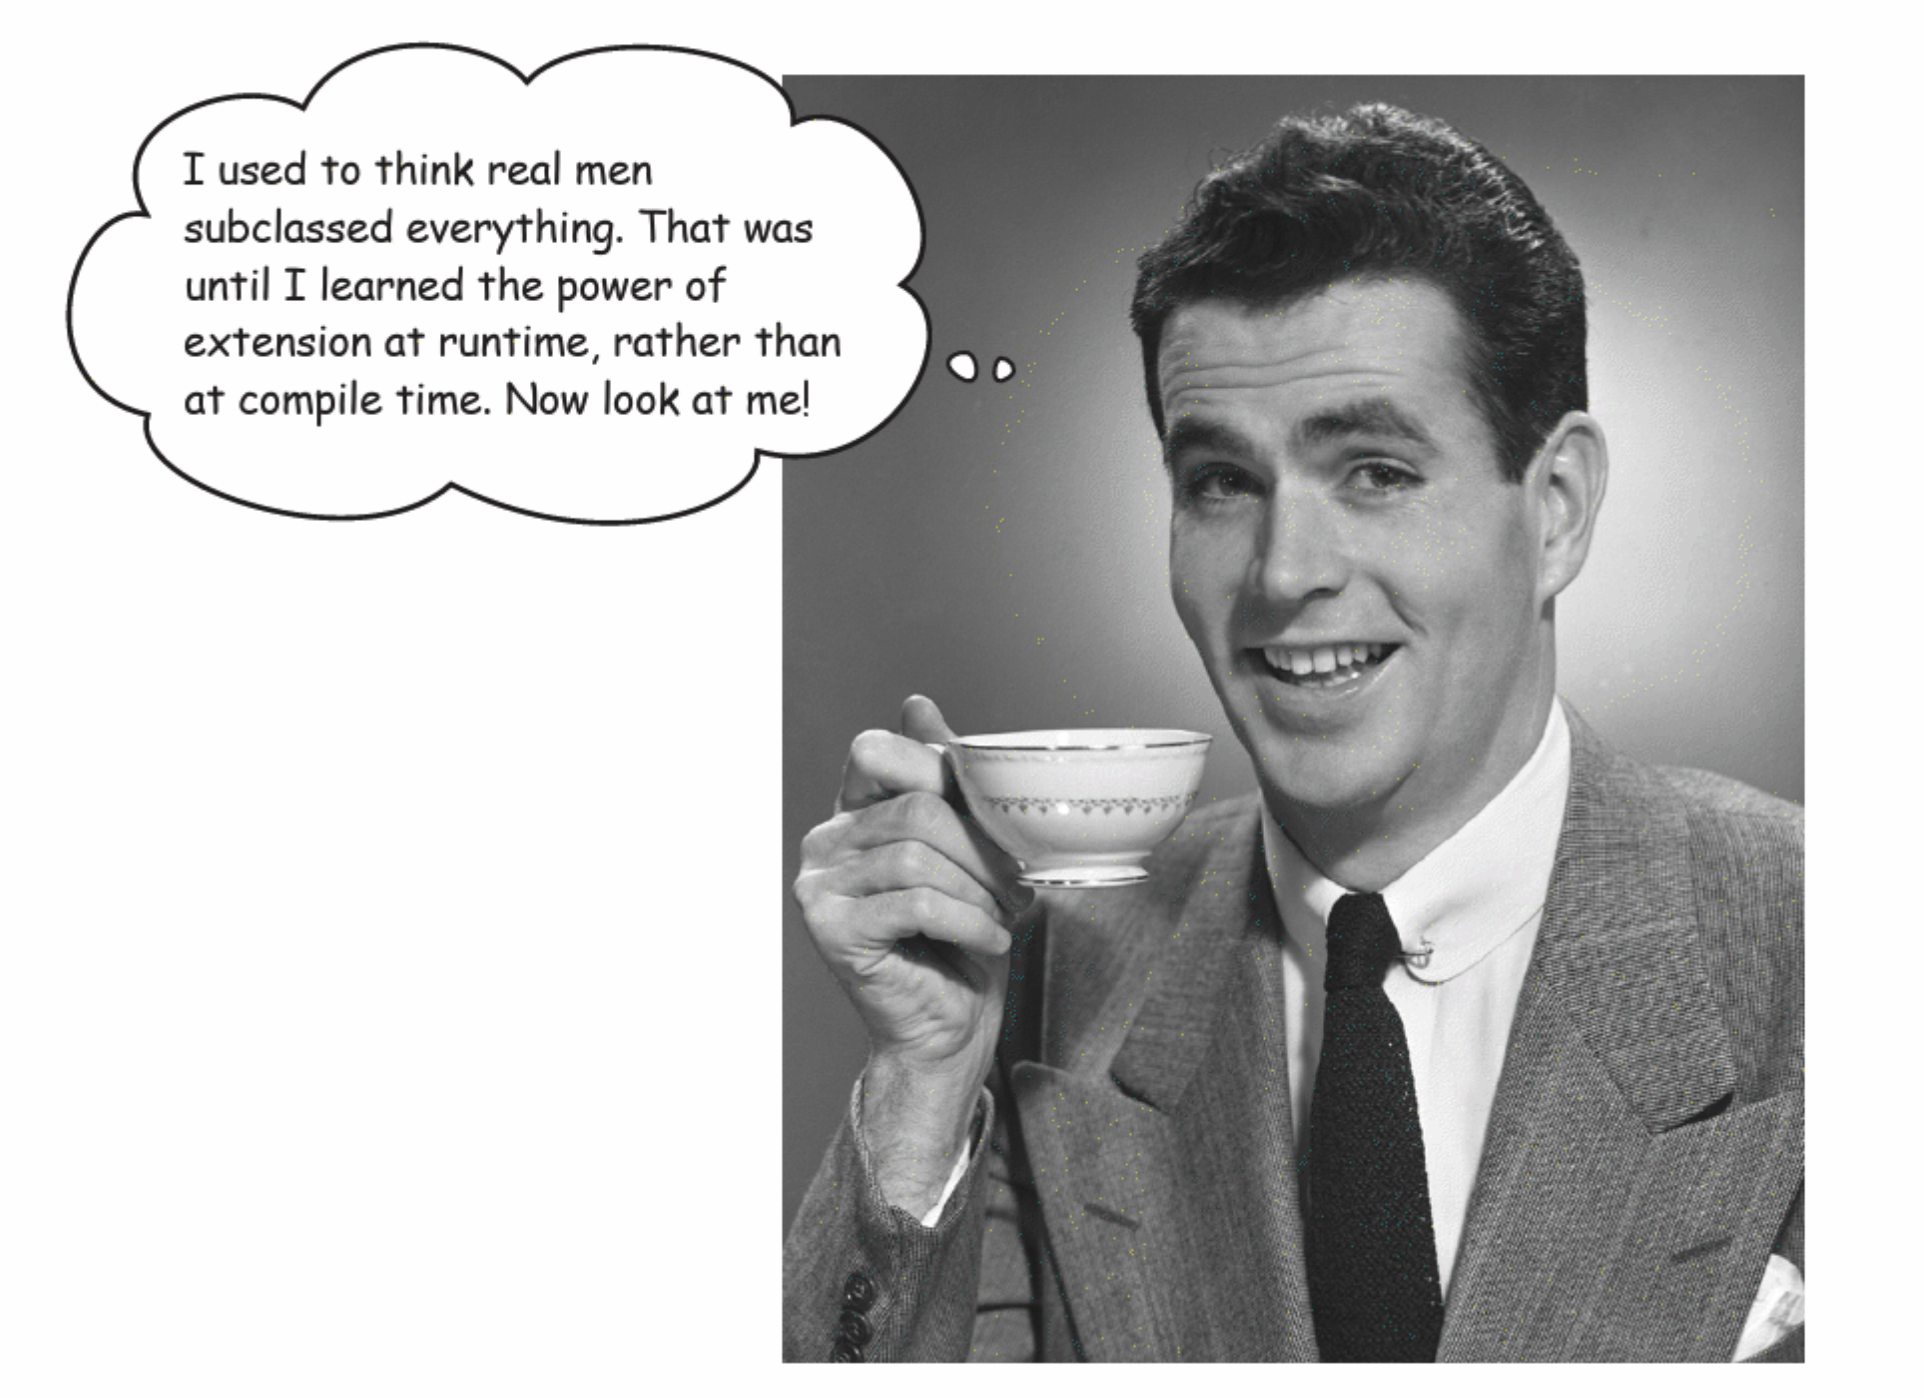 I used to think real men
subclassed everything. That was
until I learned the power of
extension at runtime, rather than
at compile time. Now look at me!